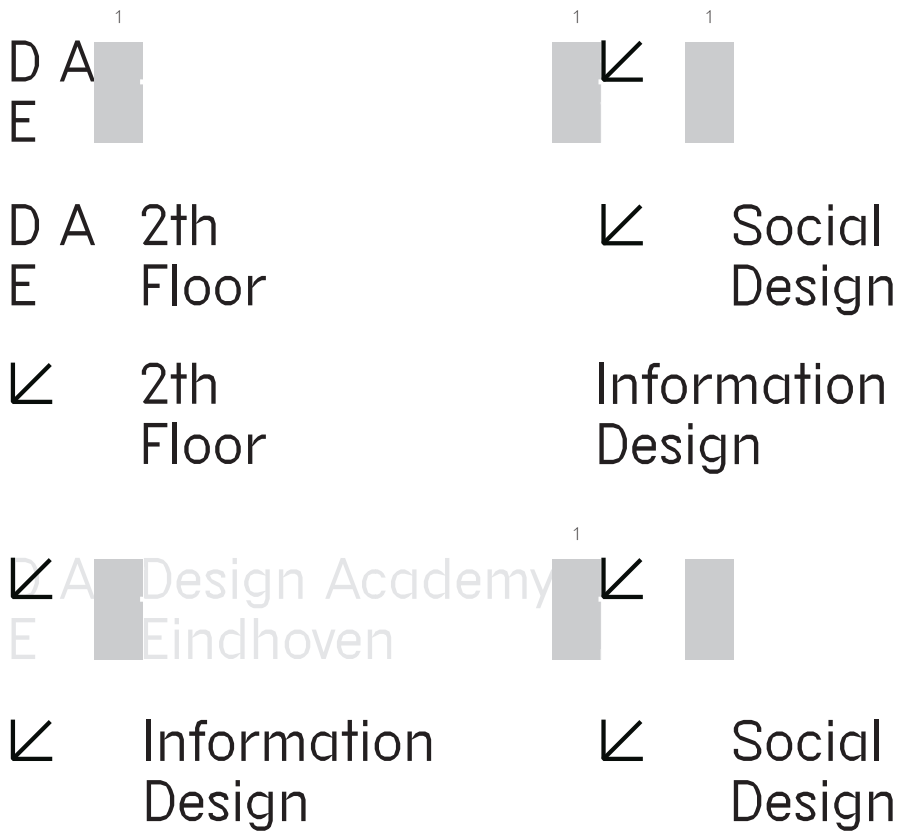 1 1 1
D A
E
D A 2th Social
E Floor Design
2th Information
Floor Design
1
D A Design Academy
E Eindhoven
Information Social
Design Design